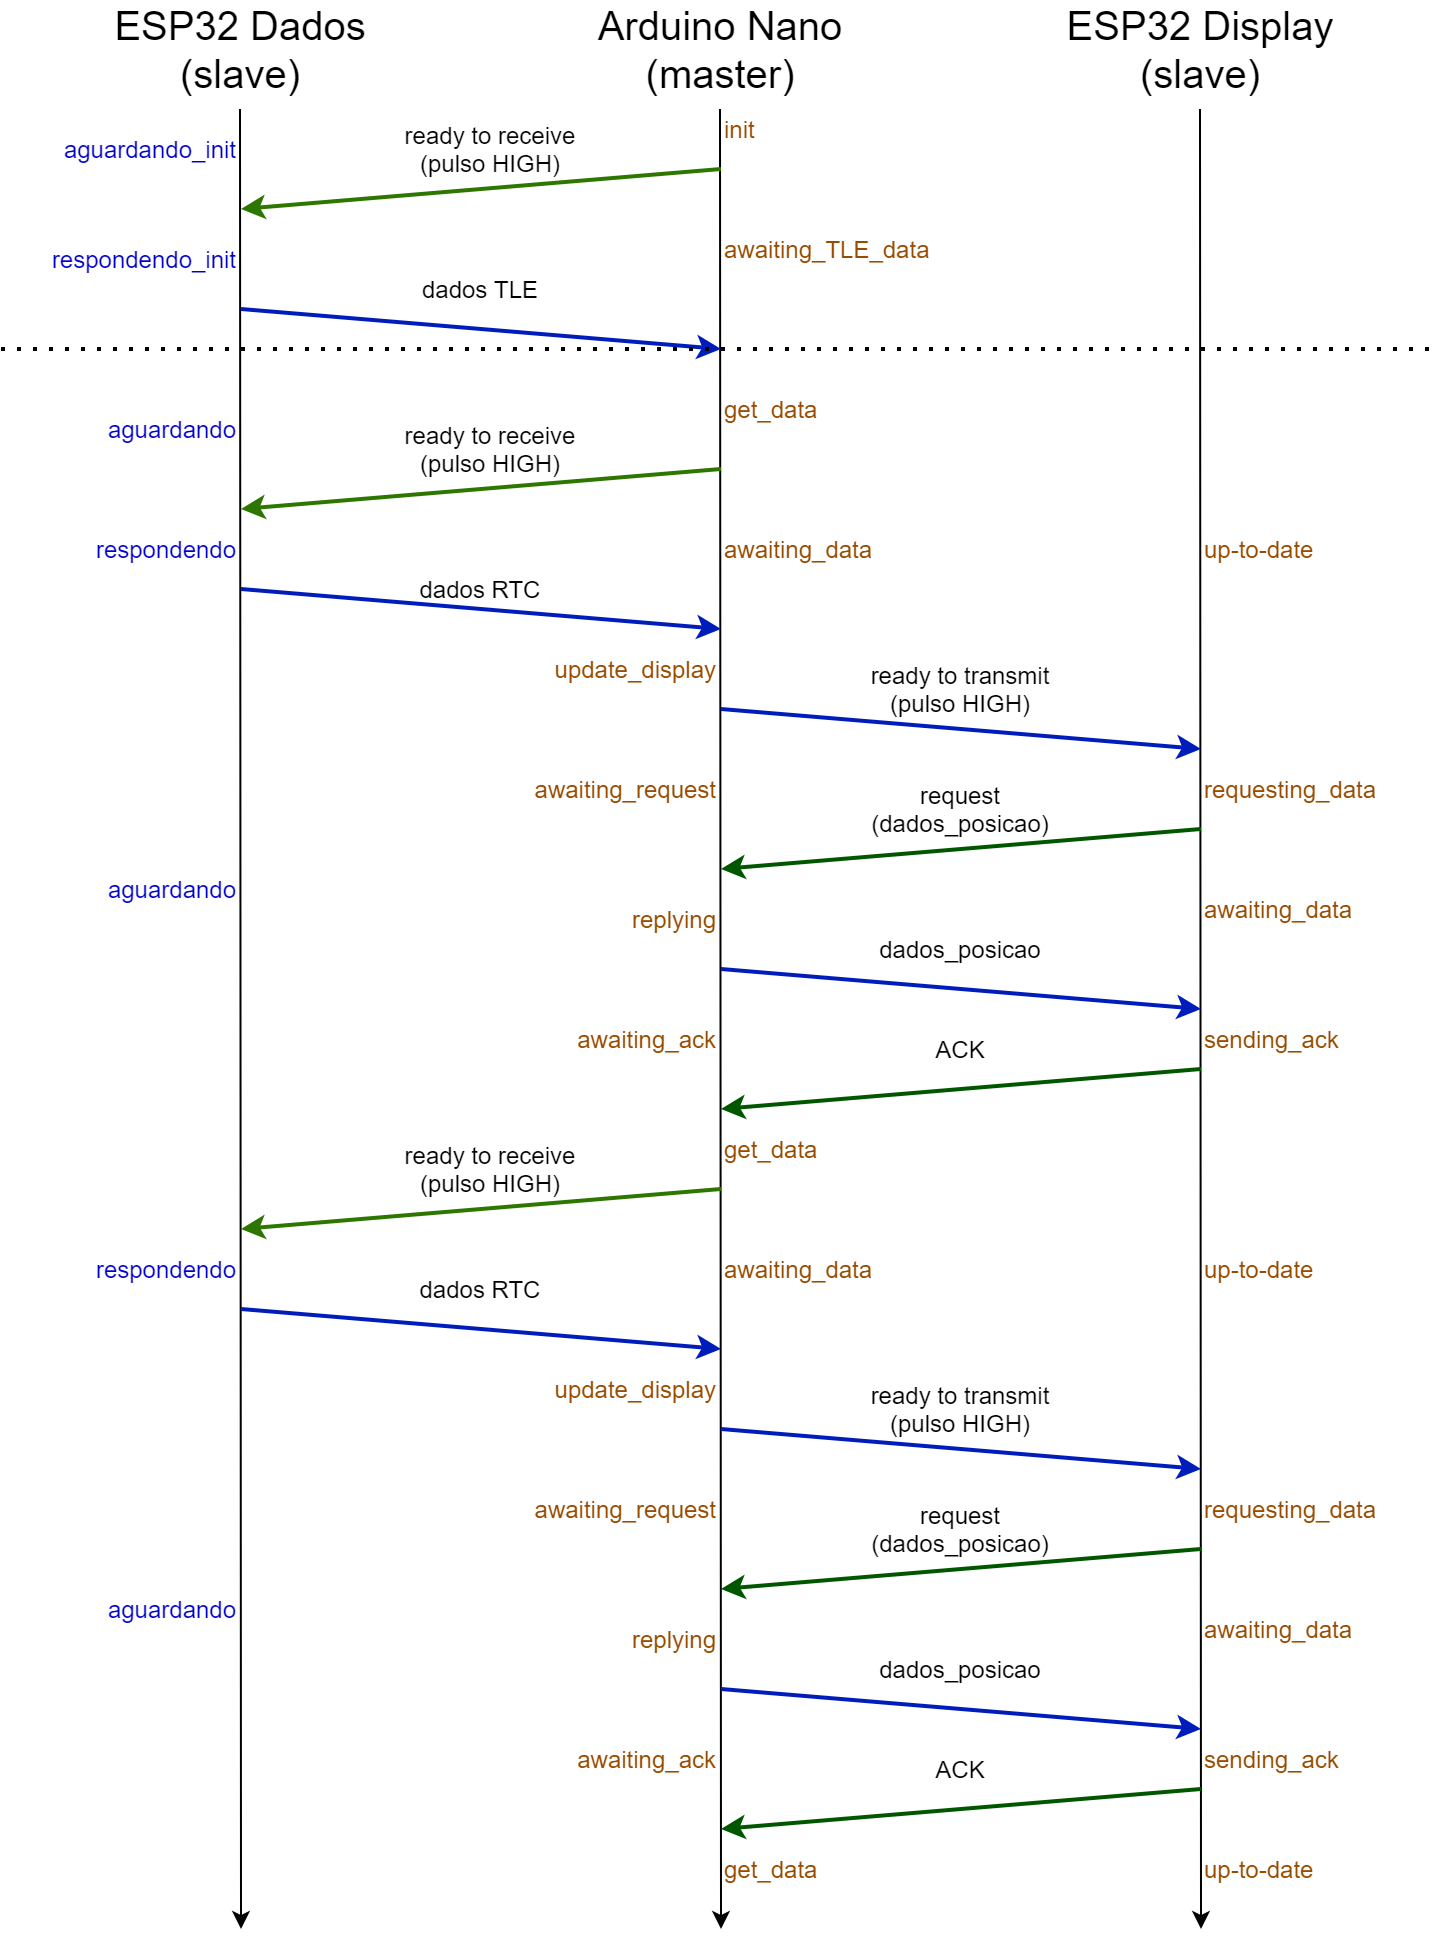 ESP32 Dados
(slave)
Arduino Nano
(master)
ESP32 Display
(slave)
init
aguardando_init
ready to receive
(pulso HIGH)
respondendo_init
awaiting_TLE_data
dados TLE
get_data
aguardando
ready to receive
(pulso HIGH)
respondendo
awaiting_data
up-to-date
dados RTC
update_display
ready to transmit
(pulso HIGH)
awaiting_request
request
(dados_posicao)
requesting_data
aguardando
replying
awaiting_data
dados_posicao
awaiting_ack
ACK
sending_ack
get_data
ready to receive
(pulso HIGH)
respondendo
awaiting_data
up-to-date
dados RTC
update_display
ready to transmit
(pulso HIGH)
awaiting_request
request
(dados_posicao)
requesting_data
aguardando
replying
awaiting_data
dados_posicao
awaiting_ack
ACK
sending_ack
get_data
up-to-date